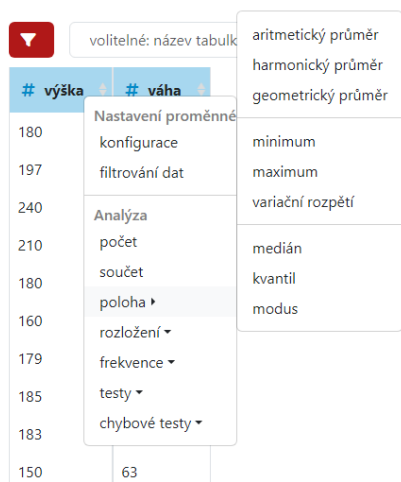 volitelné: název tabulk
# výška
# váha
180
197
240
210
180
160
179
185
183
150
63
Nastavení proměnné
konfigurace
filtrování dat
Analýza
počet
součet
poloha
rozložení
frekvence
testy
chybové testy
aritmetický průměr
harmonický průměr
geometrický průměr
minimum
maximum
variační rozpětí
medián
kvantil
modus